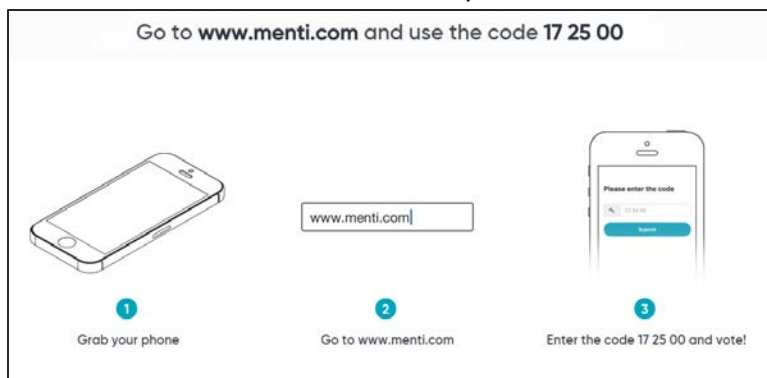 Go to www.menti.com and use the code 17 25 00
Please enter the code
Submit
www.menti.com
1
2
3
Grab your phone
Go to www.menti.com
Enter the code 17 25 00 and vote!